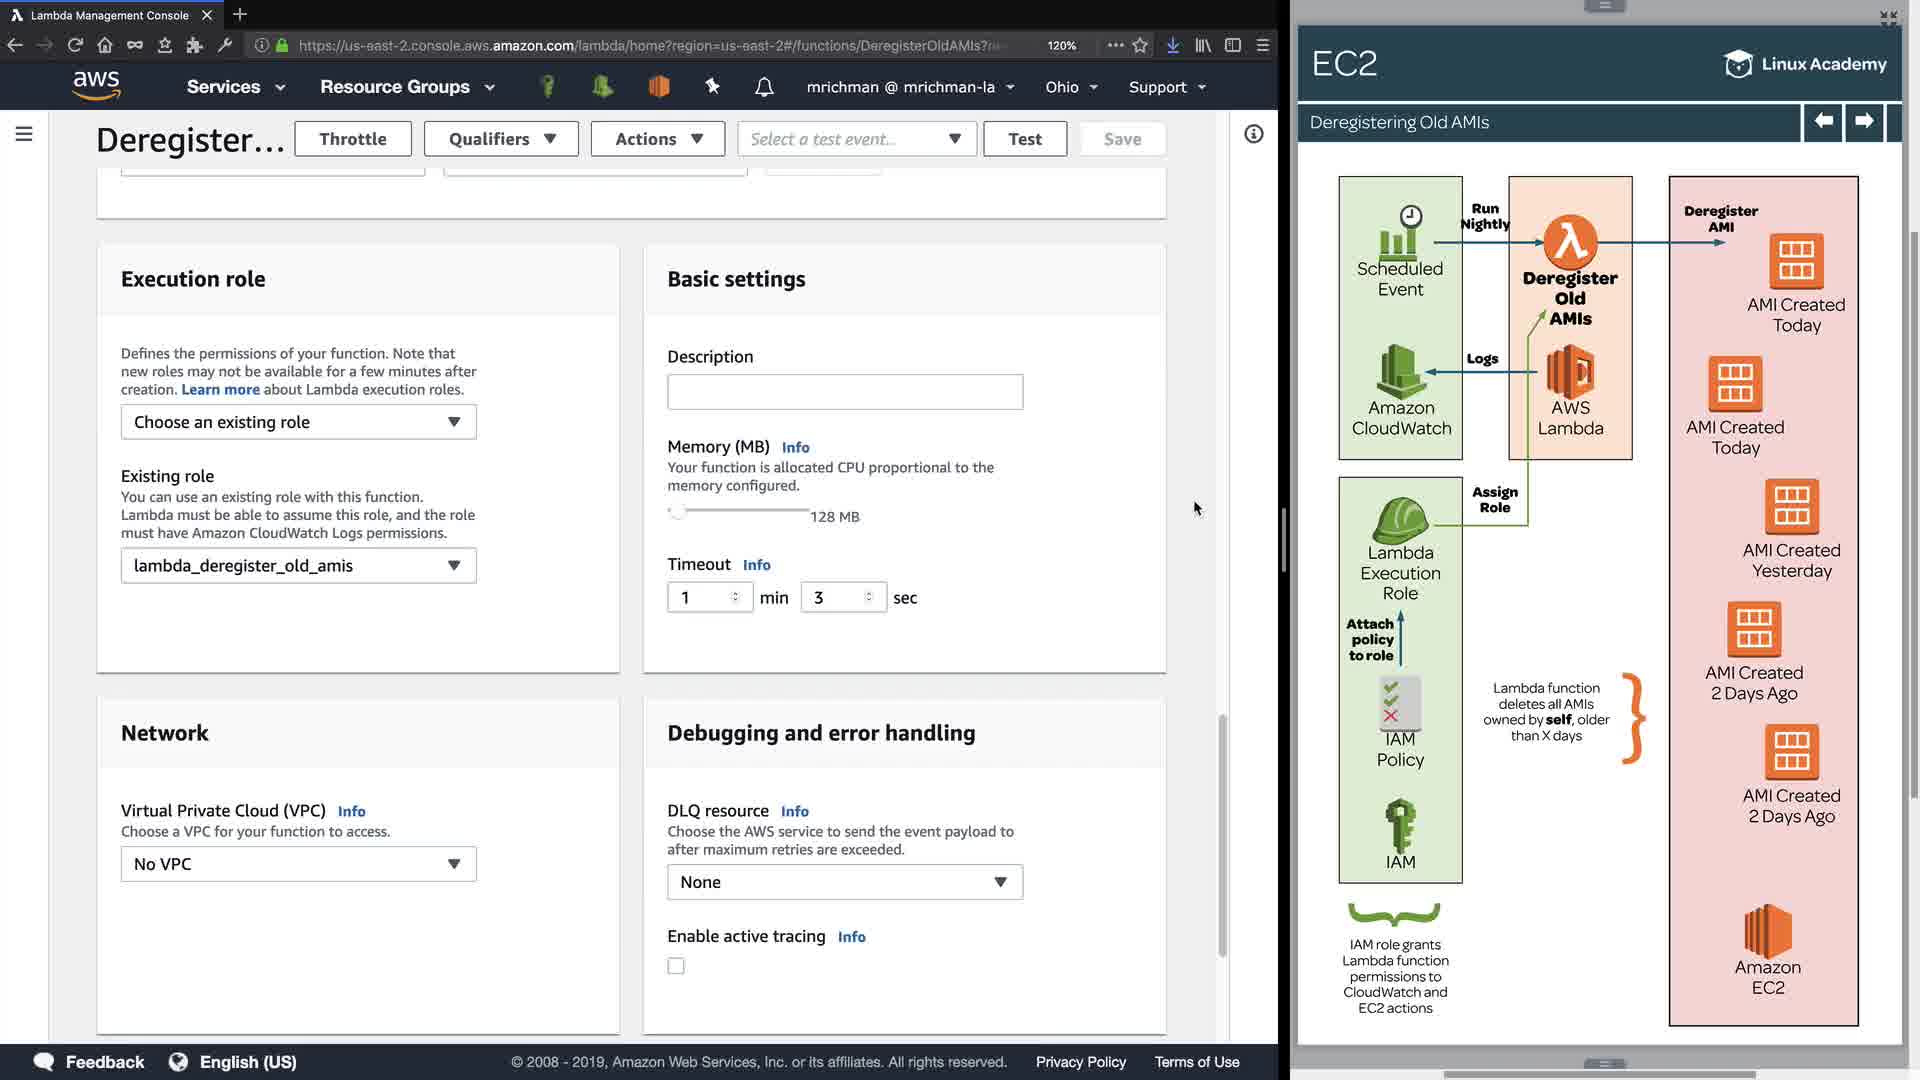 Lambda Management Console
https://us-east-2.console.aws.amazon.com/lambda/home?region=us-east-2#/functions/DeregisterOldAMIs?
120%
aws
Services
Resource Groups
mrichman @ mrichman-la
Ohio
Support
Deregister...
Throttle
Qualifiers
Actions
Select a test event..
Test
Save
Execution role
Defines the permissions of your function. Note that
new roles may not be available for a few minutes after
creation. Learn more about Lambda execution roles.
Choose an existing role
Existing role
You can use an existing role with this function.
Lambda must be able to assume this role, and the role
must have Amazon CloudWatch Logs permissions.
lambda_deregister_old_amis
Basic settings
Description
Memory (MB) Info
Your function is allocated CPU proportional to the
memory configured.
128 MB
Timeout Info
1 min 3 sec
Network
Virtual Private Cloud (VPC) Info
Choose a VPC for your function to access.
No VPC
Debugging and error handling
DLQ resource Info
Choose the AWS service to send the event payload to
after maximum retries are exceeded.
None
Enable active tracing Info
Feedback
English (US)
© 2008 - 2019, Amazon Web Services, Inc. or its affiliates. All rights reserved.
Privacy Policy
Terms of Use
EC2
Linux Academy
Deregistering Old AMIs
Scheduled
Event
Run
Nightly
λ
Deregister
Old
AMIs
Deregister
AMI
Amazon
CloudWatch
Logs
AWS
Lambda
Assign
Role
Lambda
Execution
Role
Attach
policy
to role
IAM
Policy
IAM
IAM role grants
Lambda function
permissions to
CloudWatch and
EC2 actions
Lambda function
deletes all AMIs
owned by self, older
than X days
AMI Created
Today
AMI Created
Today
AMI Created
Yesterday
AMI Created
2 Days Ago
AMI Created
2 Days Ago
Amazon
EC2